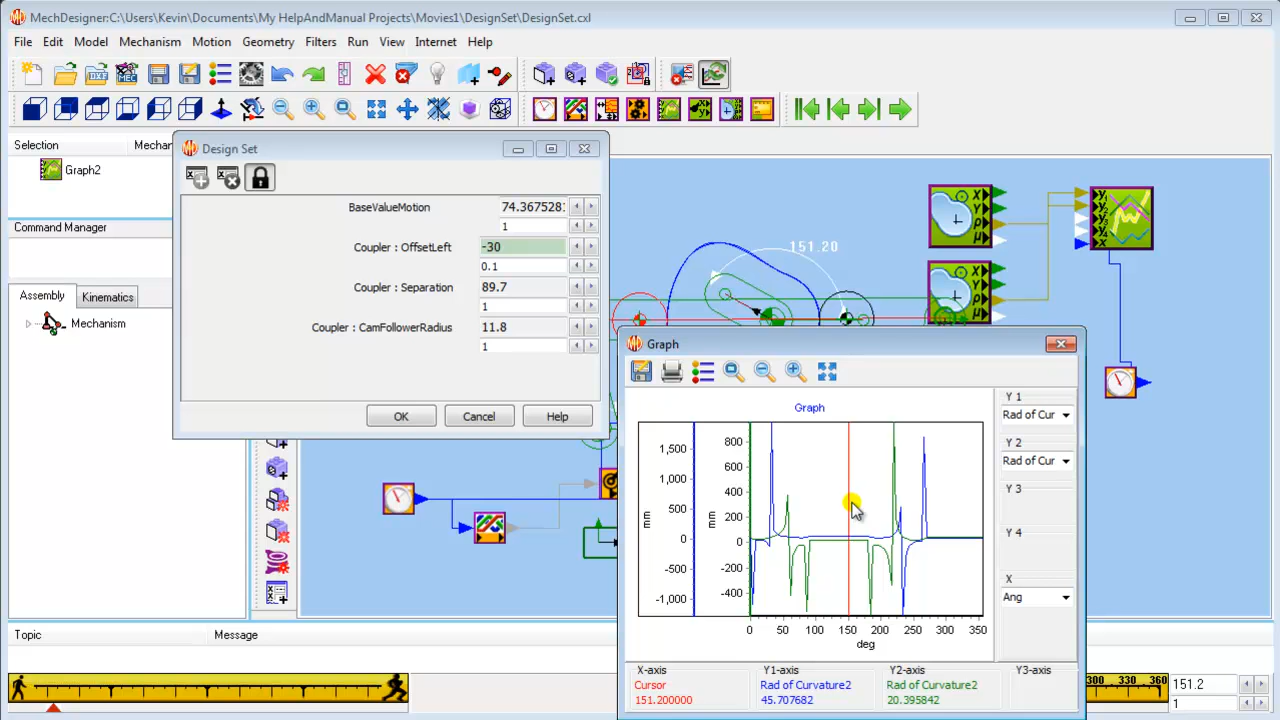 MechDesigner:C:\Users\Kevin\Documents\My HelpAndManual Projects\Movies1\DesignSet\DesignSet.cxl
File Edit Model Mechanism Motion Geometry Filters Run View Internet Help
Selection
Graph2
Command Manager
Assembly Kinematics
Mechanism
Design Set
BaseValueMotion 74.367528
1
Coupler : OffsetLeft -30
0.1
Coupler : Separation 89.7
1
Coupler : CamFollowerRadius 11.8
1
OK Cancel Help
151.20
X
Y
ρ
μ
X
Y
ρ
Graph
Graph
1,500
1,000
500
0
-500
-1,000
mm
800
600
400
200
0
-200
-400
mm
0 50 100 150 200 250 300 350
deg
Y 1
Rad of Cur
Y 2
Rad of Cur
Y 3
Y 4
X
Ang
X-axis Y1-axis Y2-axis Y3-axis
Cursor Rad of Curvature2 Rad of Curvature2
151.200000 45.707682 20.395842
Topic Message
300 330 360
151.2
1